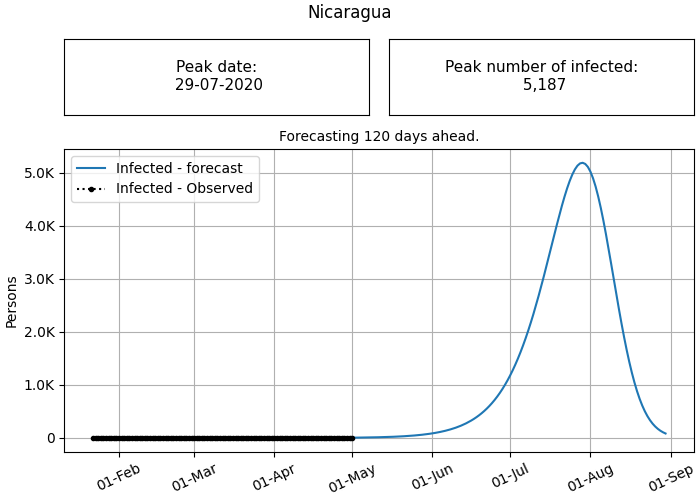 Nicaragua
Peak date:
29-07-2020
Peak number of infected:
5,187
Forecasting 120 days ahead.
Infected - forecast
Infected - Observed
5.0K
4.0K
3.0K
2.0K
1.0K
0
Persons
01-Feb
01-Mar
01-Apr
01-May
01-Jun
01-Jul
01-Aug
01-Sep